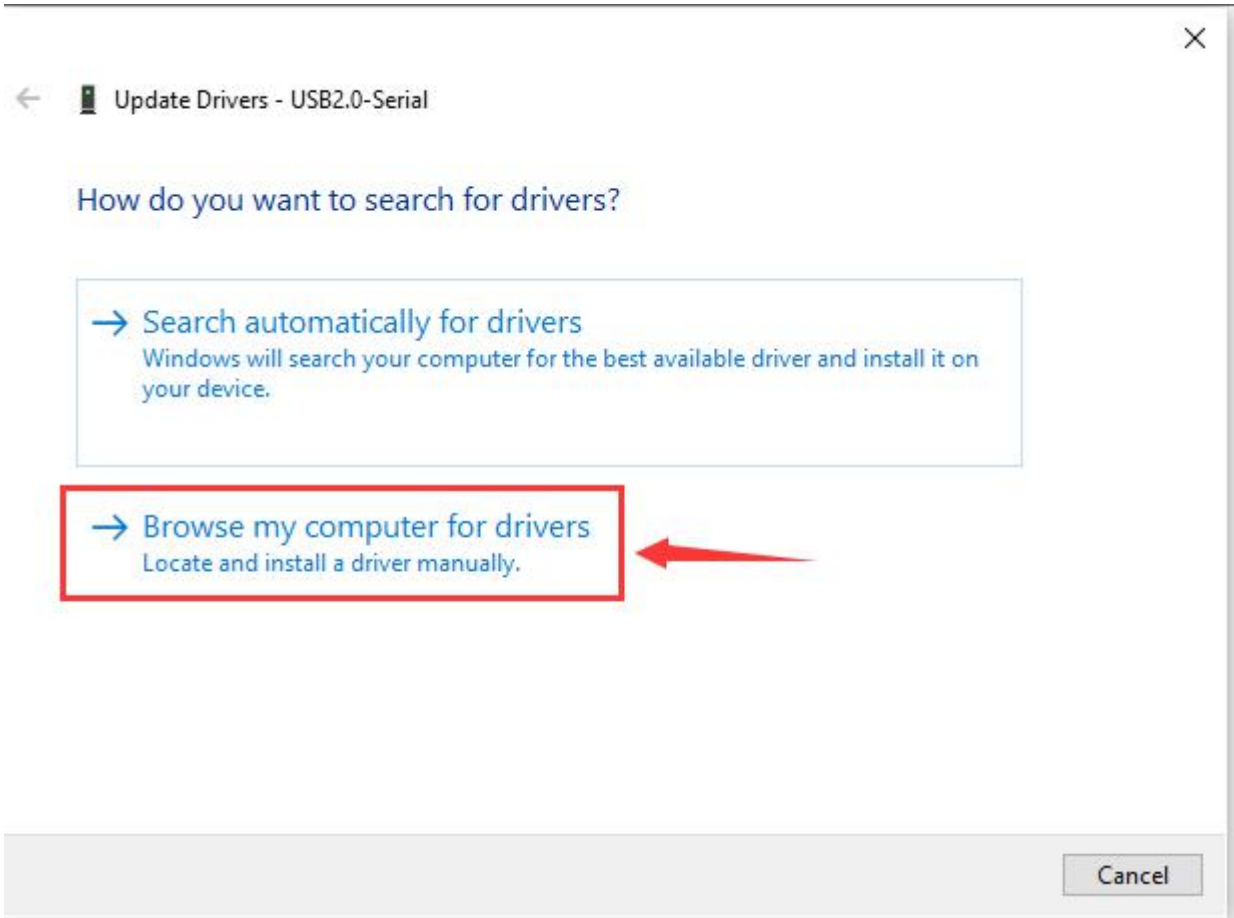 Update Drivers - USB2.0-Serial
How do you want to search for drivers?
Search automatically for drivers
Windows will search your computer for the best available driver and install it on
your device.
Browse my computer for drivers
Locate and install a driver manually.
Cancel